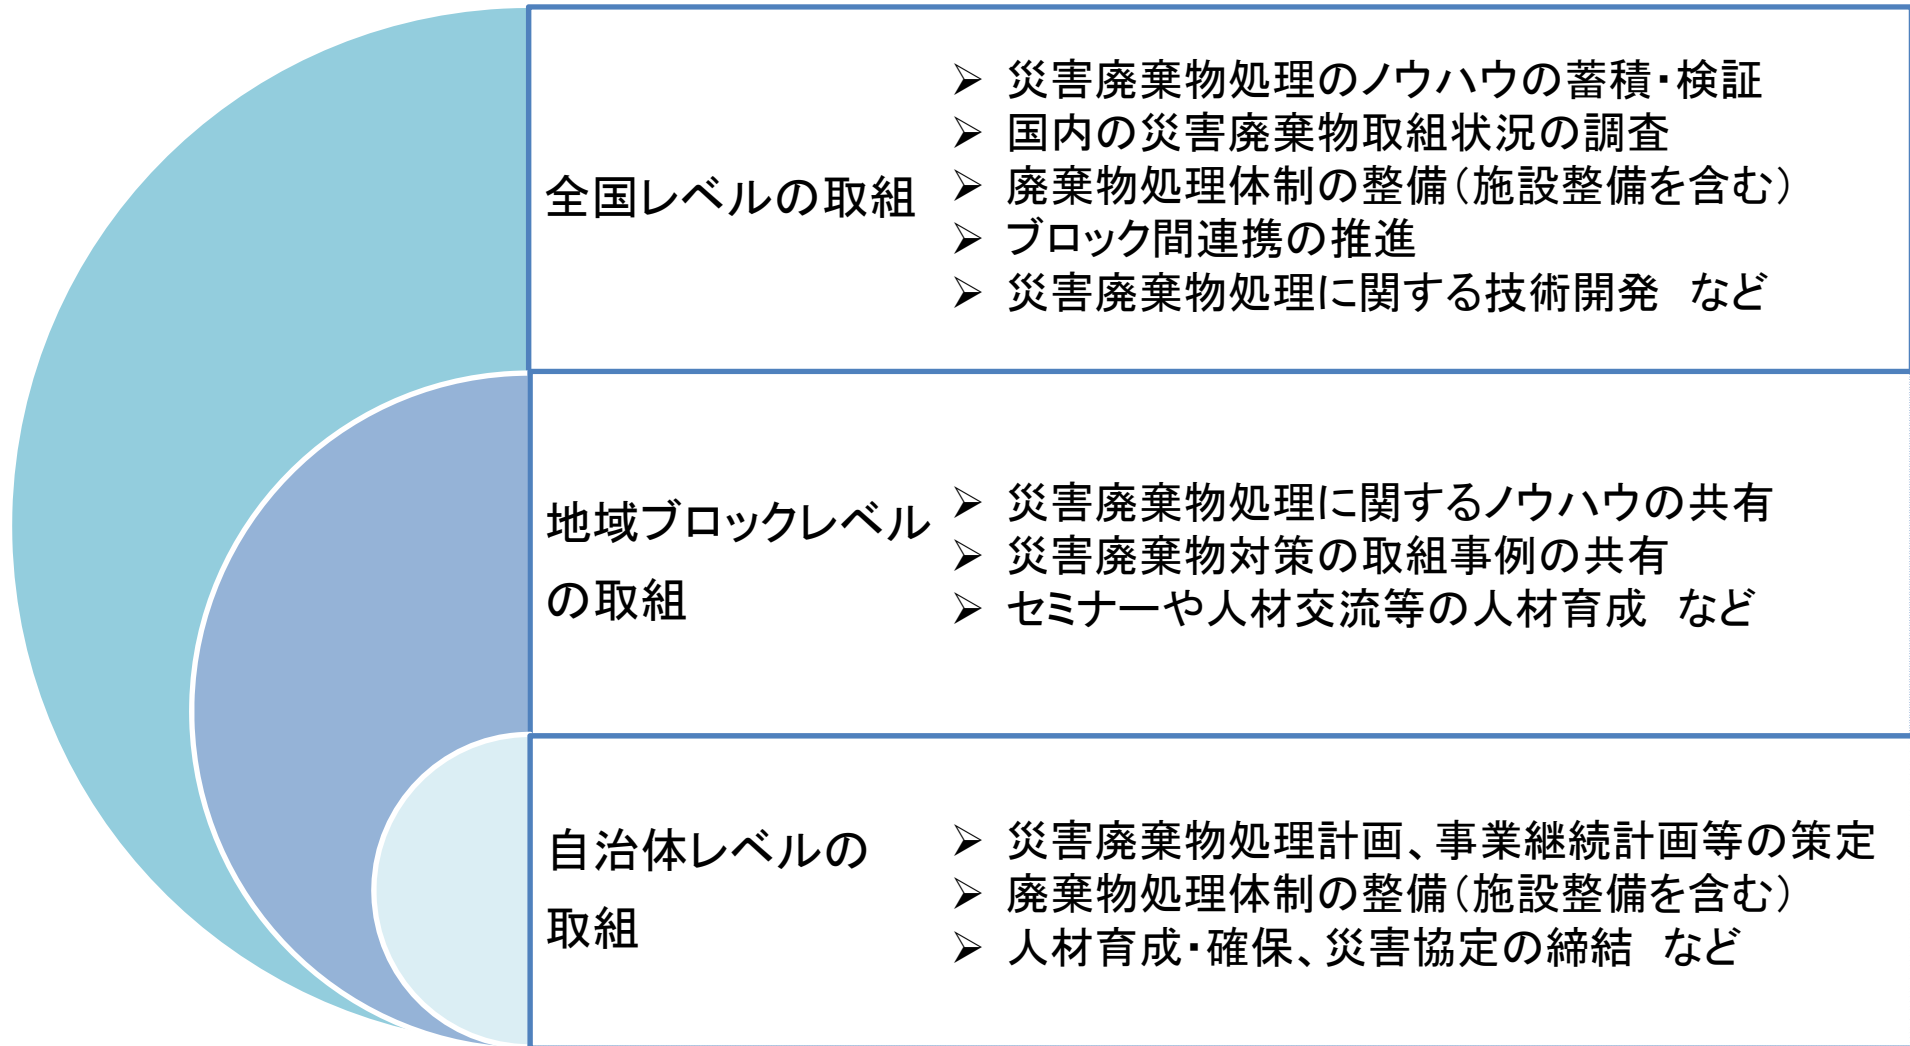 全国レベルの取組
➢ 災害廃棄物処理のノウハウの蓄積・検証
➢ 国内の災害廃棄物取組状況の調査
➢ 廃棄物処理体制の整備（施設整備を含む）
➢ ブロック間連携の推進
➢ 災害廃棄物処理に関する技術開発　など
地域ブロックレベル
の取組
➢ 災害廃棄物処理に関するノウハウの共有
➢ 災害廃棄物対策の取組事例の共有
➢ セミナーや人材交流等の人材育成　など
自治体レベルの
取組
➢ 災害廃棄物処理計画、事業継続計画等の策定
➢ 廃棄物処理体制の整備（施設整備を含む）
➢ 人材育成・確保、災害協定の締結　など